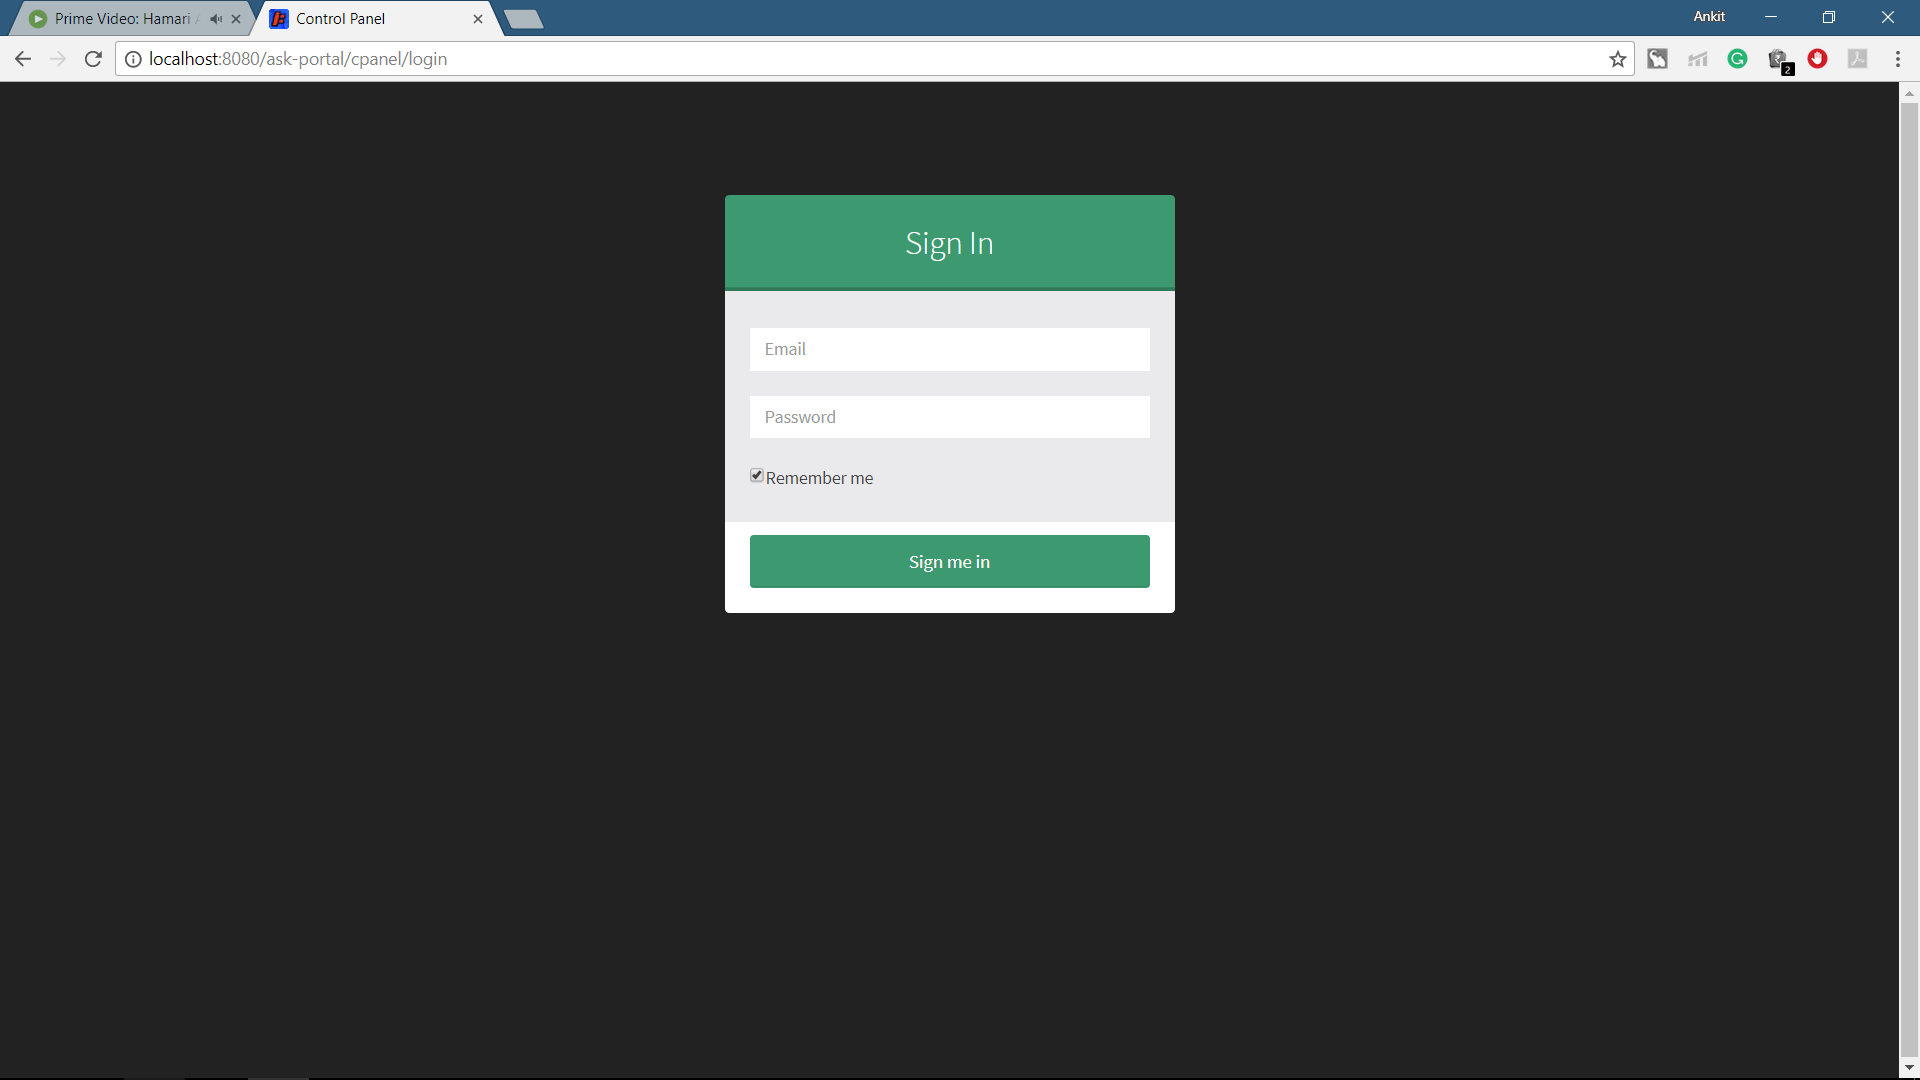 Prime Video: Hamari
Control Panel
Ankit
localhost:8080/ask-portal/cpanel/login
2
Sign In
Email
Password
Remember me
Sign me in